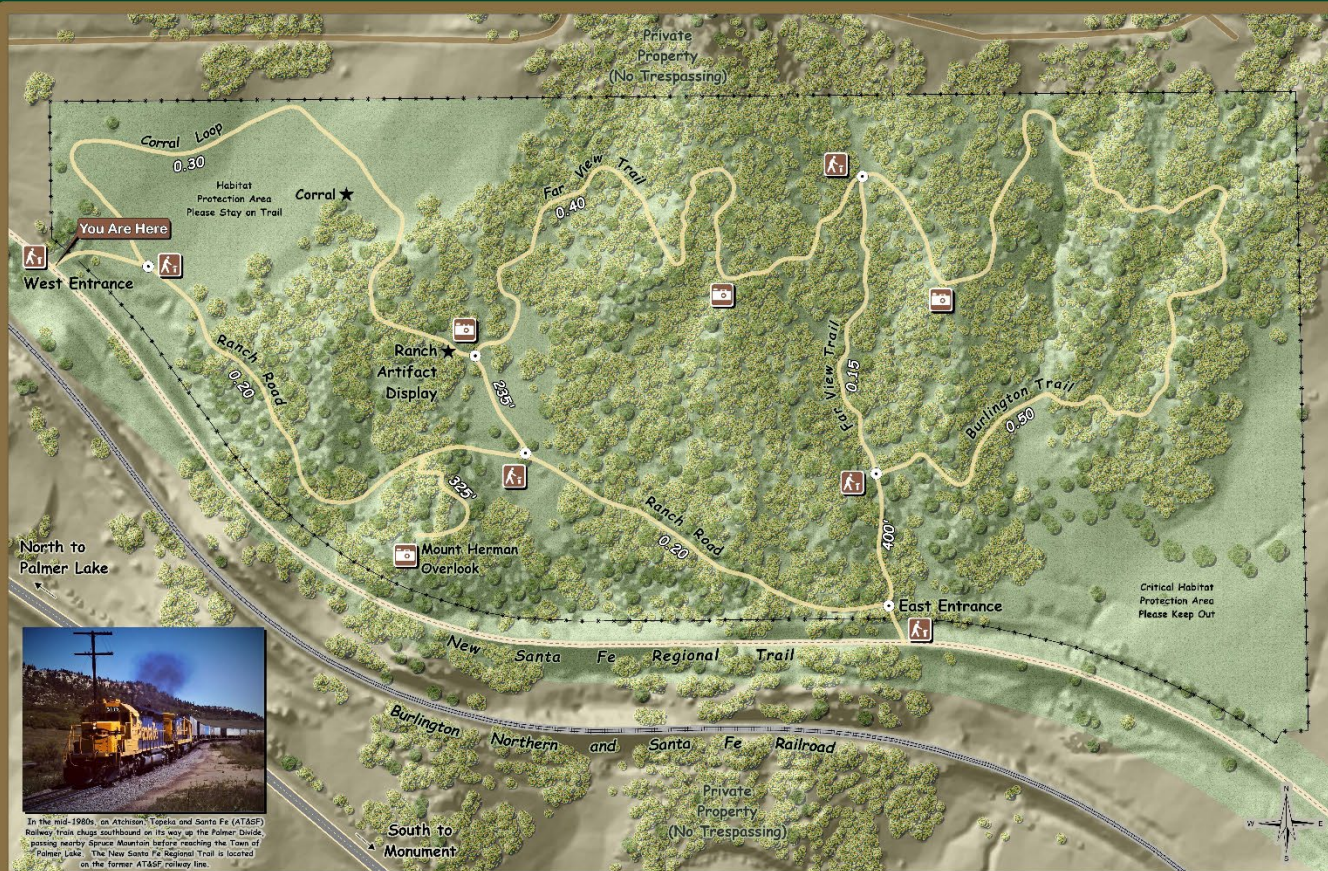 Private
Property
(No Trespassing)
Corral Loop
0.30
Habitat
Protection Area
Please Stay on Trail
Corral
Far View Trail
0.40
You Are Here
West Entrance
Ranch Road
0.20
Ranch
Artifact
Display
235'
Far View Trail
0.15
Burlington Trail
0.50
325'
Mount Herman
Overlook
Ranch Road
0.20
400'
East Entrance
Critical Habitat
Protection Area
Please Keep Out
North to
Palmer Lake
New Santa Fe Regional Trail
Burlington Northern and Santa Fe Railroad
Private
Property
(No Trespassing)
South to
Monument
In the mid-1980s, an Atchison, Topeka and Santa Fe (AT&SF)
Railway train chugs southbound on its way up the Palmer Divide,
passing nearby Spruce Mountain before reaching the Town of
Palmer Lake. The New Santa Fe Regional Trail is located
on the former AT&SF railway line.
N
W E
S